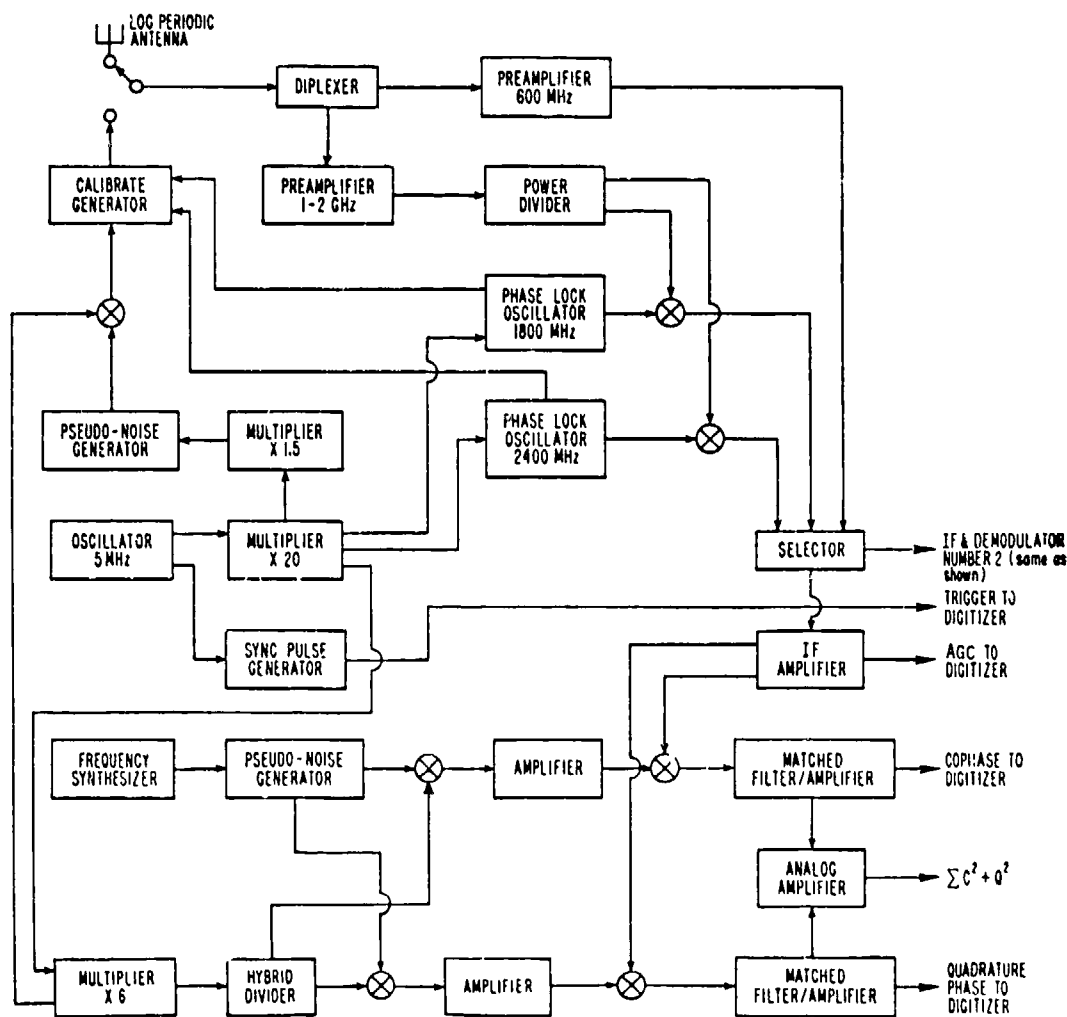 LOG PERIODIC
ANTENNA
DIPLEXER
PREAMPLIFIER
600 MHz
CALIBRATE
GENERATOR
PREAMPLIFIER
1-2 GHz
POWER
DIVIDER
PHASE LOCK
OSCILLATOR
1800 MHz
PSEUDO-NOISE
GENERATOR
MULTIPLIER
X 1.5
PHASE LOCK
OSCILLATOR
2400 MHz
OSCILLATOR
5 MHz
MULTIPLIER
X 20
SELECTOR
IF & DEMODULATOR
NUMBER 2 (same as
shown)
TRIGGER TO
DIGITIZER
SYNC PULSE
GENERATOR
IF
AMPLIFIER
AGC TO
DIGITIZER
FREQUENCY
SYNTHESIZER
PSEUDO-NOISE
GENERATOR
AMPLIFIER
MATCHED
FILTER/AMPLIFIER
COPHASE TO
DIGITIZER
ANALOG
AMPLIFIER
∑C² + Q²
MULTIPLIER
X 6
HYBRID
DIVIDER
AMPLIFIER
MATCHED
FILTER/AMPLIFIER
QUADRATURE
PHASE TO
DIGITIZER